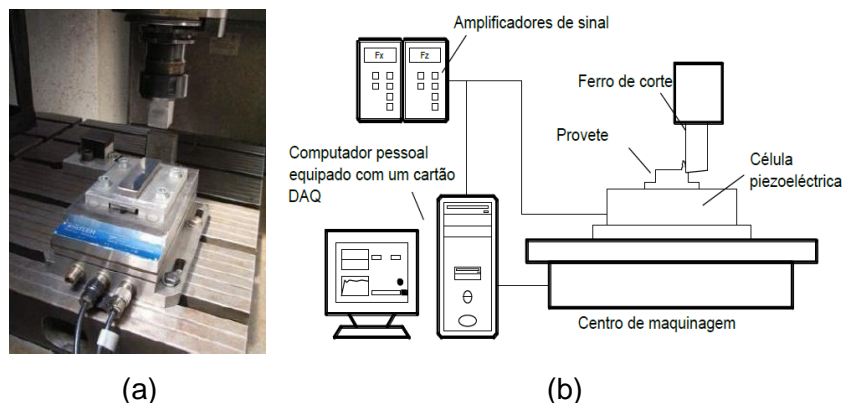 Amplificadores de sinal
Fx Fz
Ferro de corte
Provete
Computador pessoal
equipado com um cartão
DAQ
Célula
piezoeléctrica
Centro de maquinagem
(a)
(b)